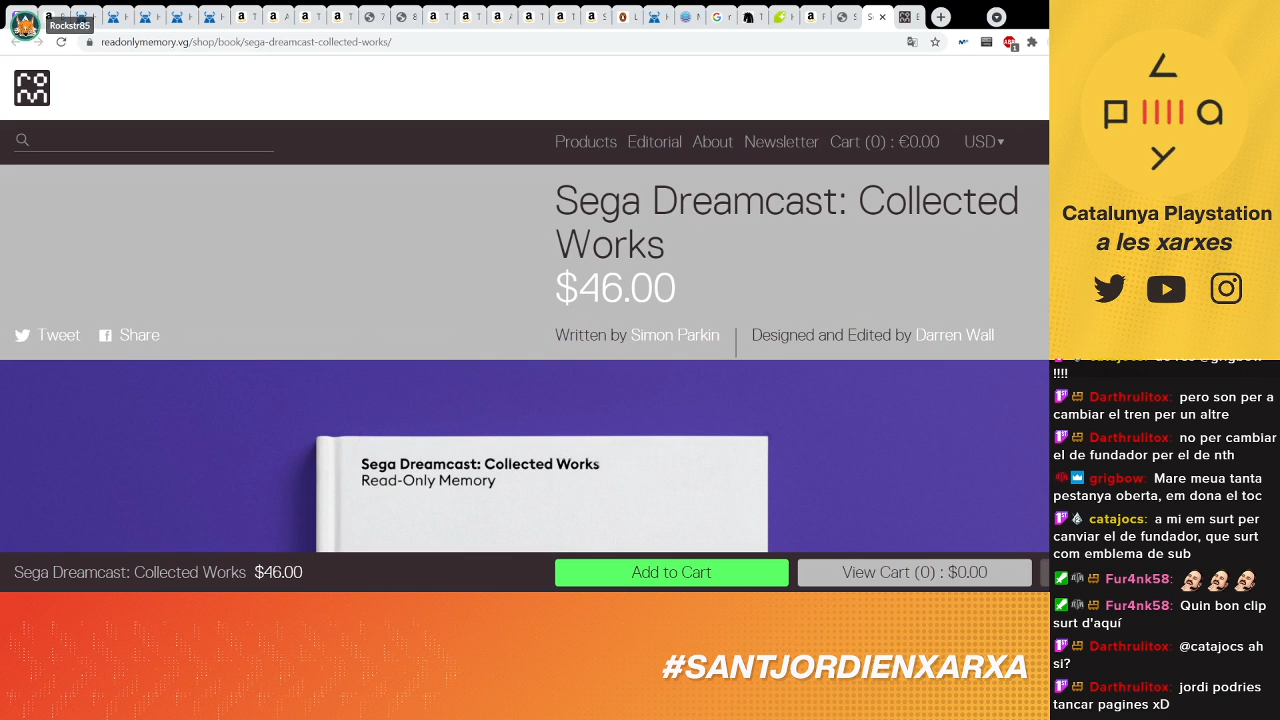 Rockstr85
readonlymemory.vg/shop/book/sega-dreamcast-collected-works/
Products Editorial About Newsletter Cart (0) : €0.00 USD▾
Sega Dreamcast: Collected
Works
$46.00
Tweet Share
Written by Simon Parkin
Designed and Edited by Darren Wall
Sega Dreamcast: Collected Works
Read-Only Memory
Sega Dreamcast: Collected Works $46.00
Add to Cart
View Cart (0) : $0.00
#SANTJORDIENXARXA
Catalunya Playstation
a les xarxes
!!!!
Darthrulitox: pero son per a
cambiar el tren per un altre
Darthrulitox: no per cambiar
el de fundador per el de nth
grigbow: Mare meua tanta
pestanya oberta, em dona el toc
catajocs: a mi em surt per
canviar el de fundador, que surt
com emblema de sub
Fur4nk58:
Fur4nk58: Quin bon clip
surt d'aquí
Darthrulitox: @catajocs ah
si?
Darthrulitox: jordi podries
tancar pagines xD